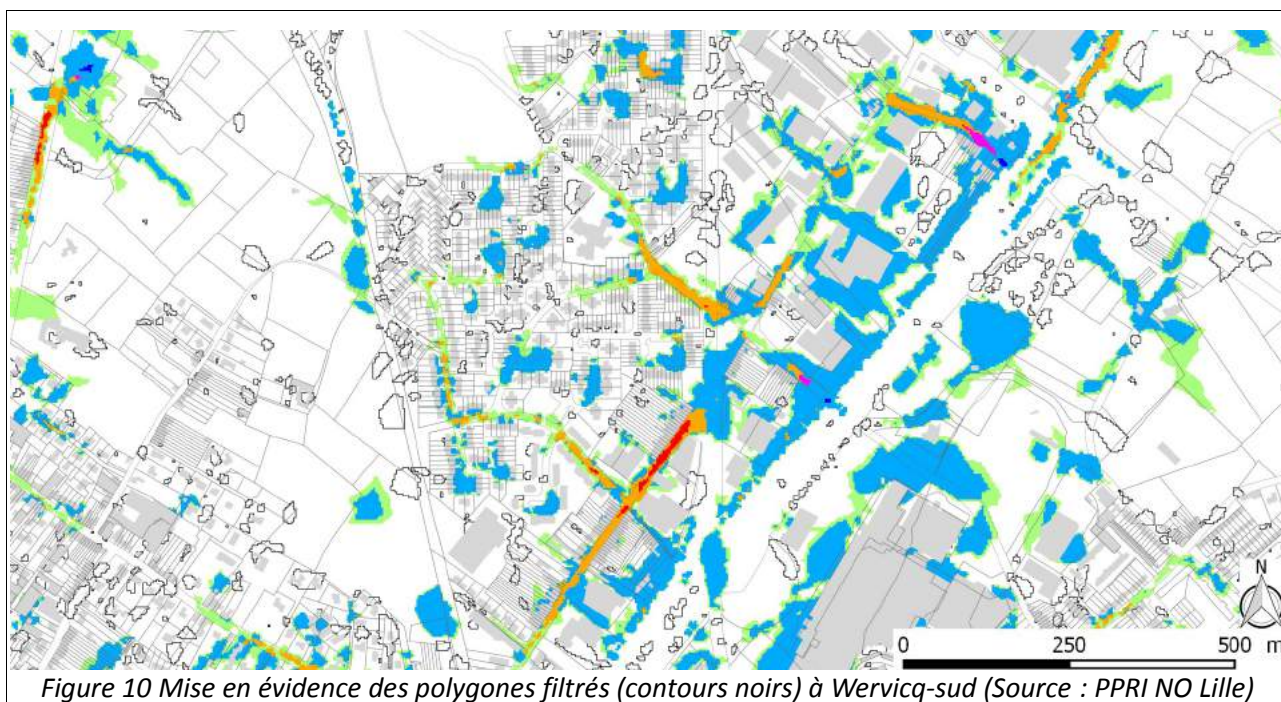 N
0 250 500 m
Figure 10 Mise en évidence des polygones filtrés (contours noirs) à Wervicq-sud (Source : PPRI NO Lille)